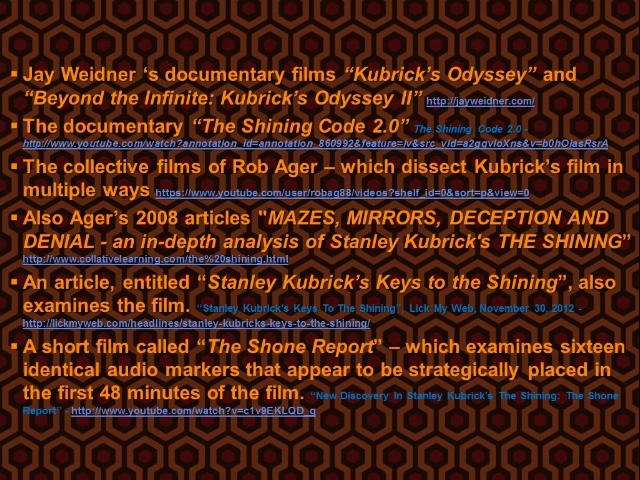 ▪ Jay Weidner ‘s documentary films “Kubrick’s Odyssey” and
“Beyond the Infinite: Kubrick’s Odyssey II” http://jayweidner.com/
▪ The documentary “The Shining Code 2.0” The Shining Code 2.0 -
http://www.youtube.com/watch?annotation_id=annotation_860992&feature=iv&src_vid=a2gqvloXns&v=b0hOlasRsrA
▪ The collective films of Rob Ager – which dissect Kubrick’s film in
multiple ways https://www.youtube.com/user/robag88/videos?shelf_id=0&sort=p&view=0
▪ Also Ager’s 2008 articles "MAZES, MIRRORS, DECEPTION AND
DENIAL - an in-depth analysis of Stanley Kubrick's THE SHINING”
http://www.collativelearning.com/the%20shining.html
▪ An article, entitled “Stanley Kubrick’s Keys to the Shining”, also
examines the film. “Stanley Kubrick's Keys To The Shining”, Lick My Web, November 30, 2012 -
http://lickmyweb.com/headlines/stanley-kubricks-keys-to-the-shining/
▪ A short film called “The Shone Report” – which examines sixteen
identical audio markers that appear to be strategically placed in
the first 48 minutes of the film. “New Discovery In Stanley Kubrick's The Shining: The Shone
Report” - http://www.youtube.com/watch?v=c1v9EKLQD_g